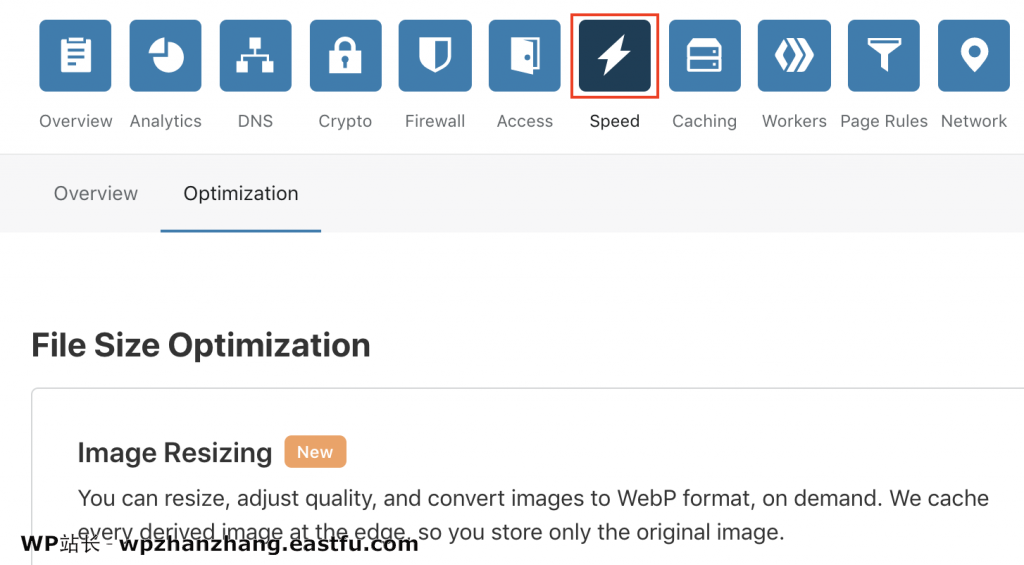 Overview Analytics DNS Crypto Firewall Access Speed Caching Workers Page Rules Network
Overview Optimization
File Size Optimization
Image Resizing New
You can resize, adjust quality, and convert images to WebP format, on demand. We cache
every derived image at the edge, so you store only the original image.
WP站长 - wpzhanzhang.eastfu.com